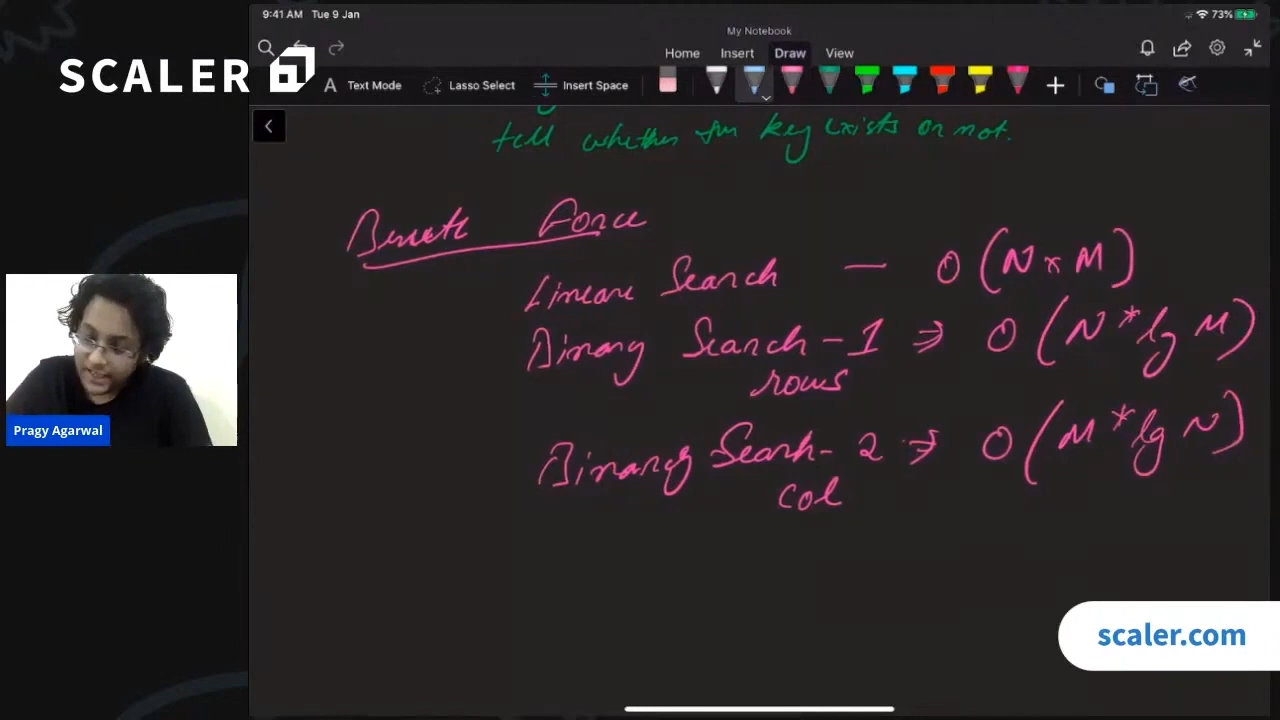 9:41 AM Tue 9 Jan
73%
My Notebook
Home Insert Draw View
SCALER
Text Mode Lasso Select Insert Space
tell whether the key exists or not.
Brute Force
Linear Search — O (N x M)
Binary Search - 1 ⇒ O (N * lg M)
rows
Binary Search - 2 ⇒ O (M * lg N)
col
Pragy Agarwal
scaler.com